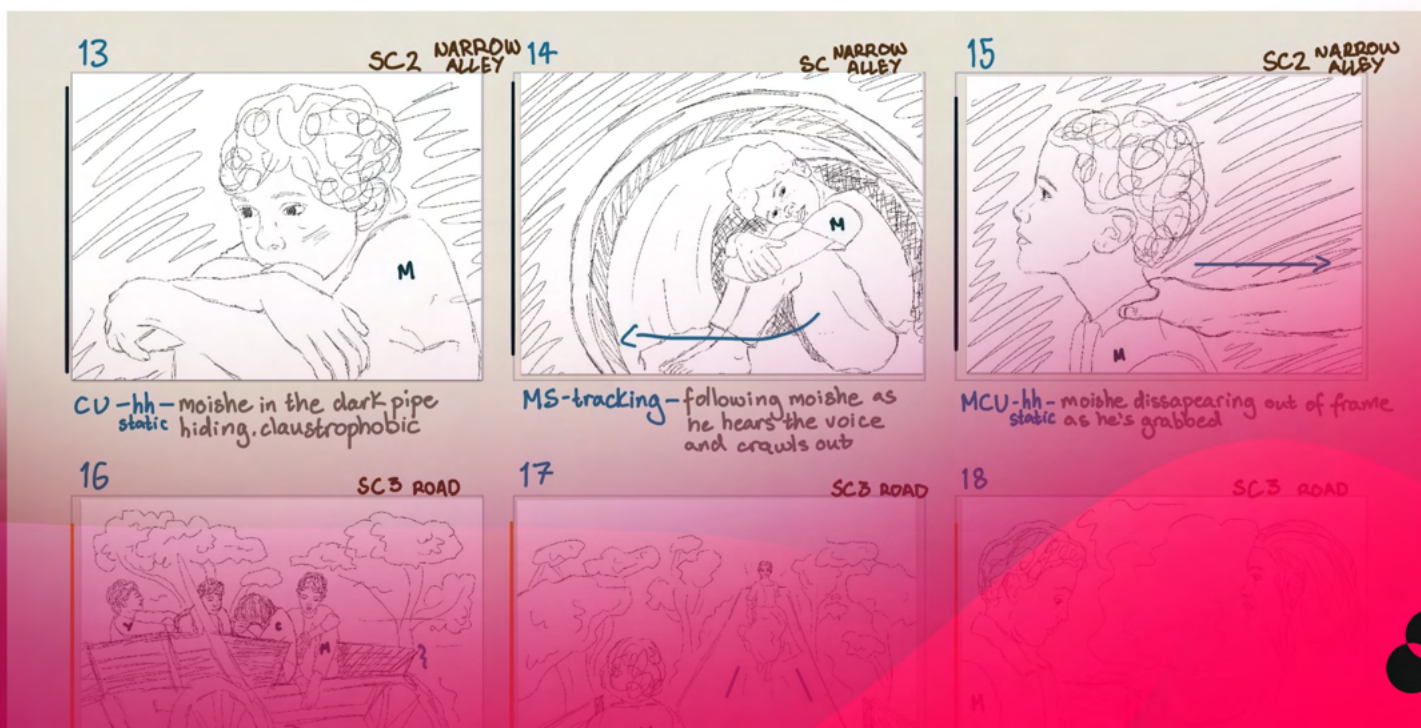 13
SC2 NARROW ALLEY
14
SC NARROW ALLEY
15
SC2 NARROW ALLEY
M
M
M
CU-hh-moishe in the dark pipe
static hiding.claustrophobic
MS-tracking-following moishe as
he hears the voice
and crawls out
MCU-hh-moishe dissapearing out of frame
static as he's grabbed
16
SC3 ROAD
17
SC3 ROAD
18
SC3 ROAD
Y
C
M
M